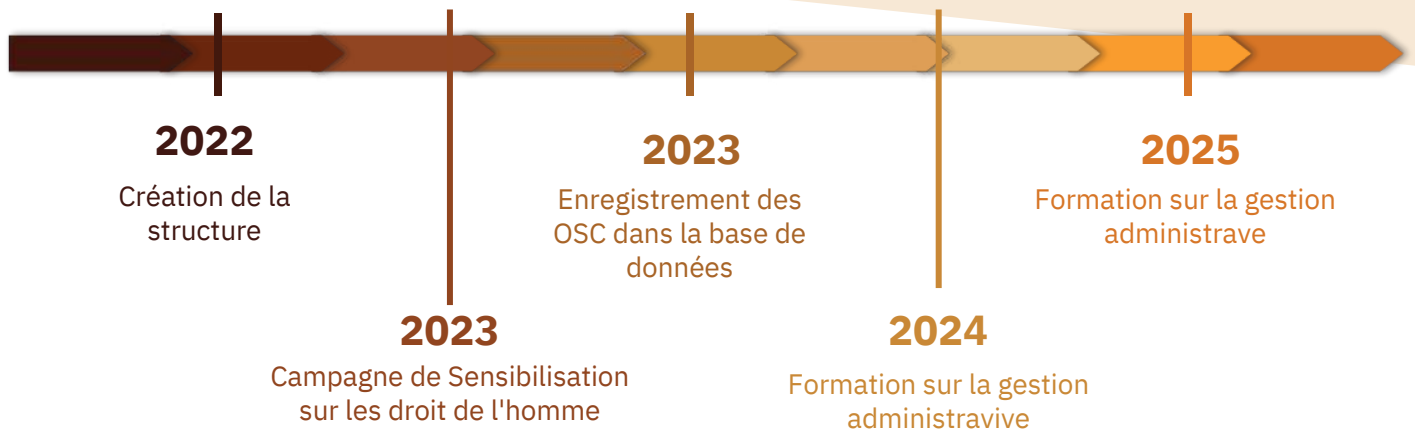 2022
Création de la
structure
2023
Campagne de Sensibilisation
sur les droit de l'homme
2023
Enregistrement des
OSC dans la base de
données
2024
Formation sur la gestion
administravive
2025
Formation sur la gestion
administrave